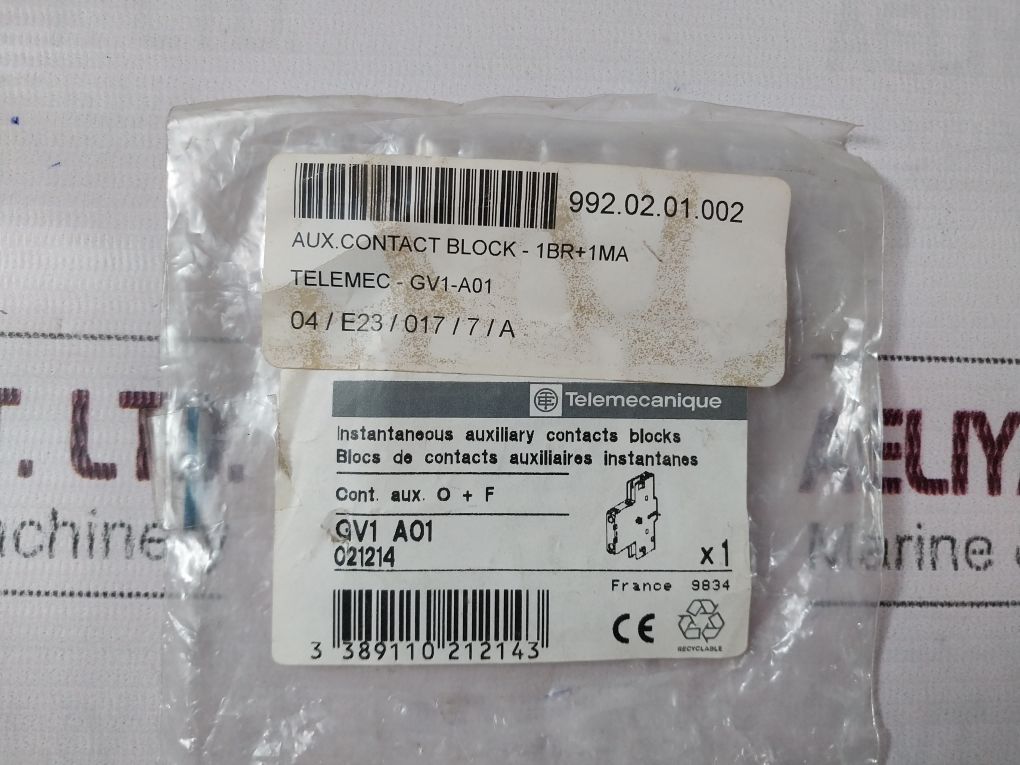 992.02.01.002
AUX.CONTACT BLOCK - 1BR+1MA
TELEMEC - GV1-A01
04 / E23 / 017 / 7 / A
Telemecanique
Instantaneous auxiliary contacts blocks
Blocs de contacts auxiliaires instantanes
Cont. aux. O + F
GV1 A01
021214
x 1
France 9834
3 389110 212143
CE
RECYCLABLE
T. LTD.
Marine